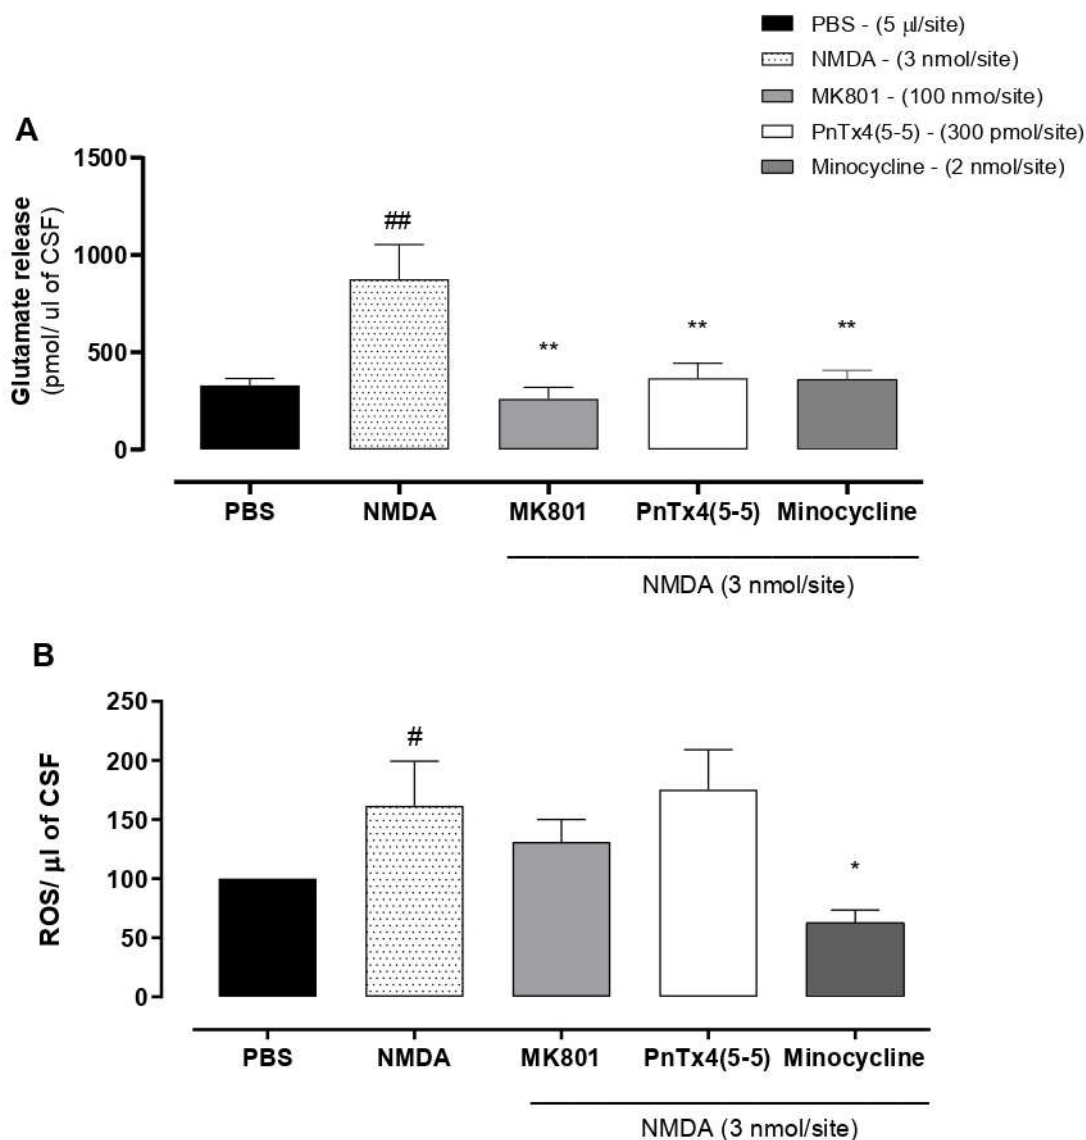 PBS - (5 µl/site)
NMDA - (3 nmol/site)
MK801 - (100 nmo/site)
PnTx4(5-5) - (300 pmol/site)
Minocycline - (2 nmol/site)
A
Glutamate release
(pmol/ ul of CSF)
1500
1000
500
0
##
**
**
**
PBS NMDA MK801 PnTx4(5-5) Minocycline
NMDA (3 nmol/site)
B
ROS/ µl of CSF
250
200
150
100
50
0
#
*
PBS NMDA MK801 PnTx4(5-5) Minocycline
NMDA (3 nmol/site)